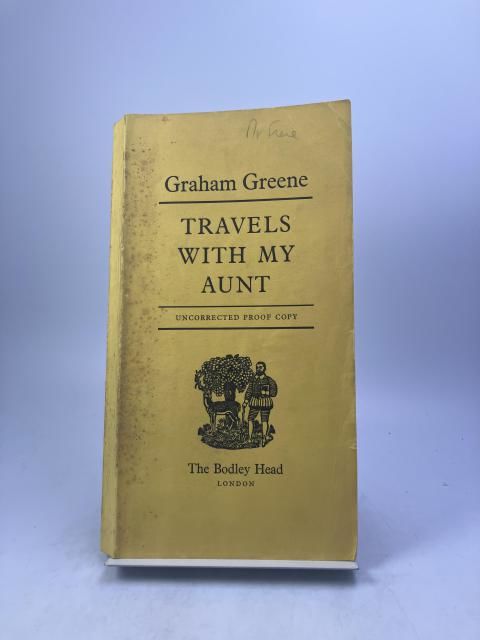 Graham Greene
TRAVELS
WITH MY
AUNT
UNCORRECTED PROOF COPY
The Bodley Head
LONDON